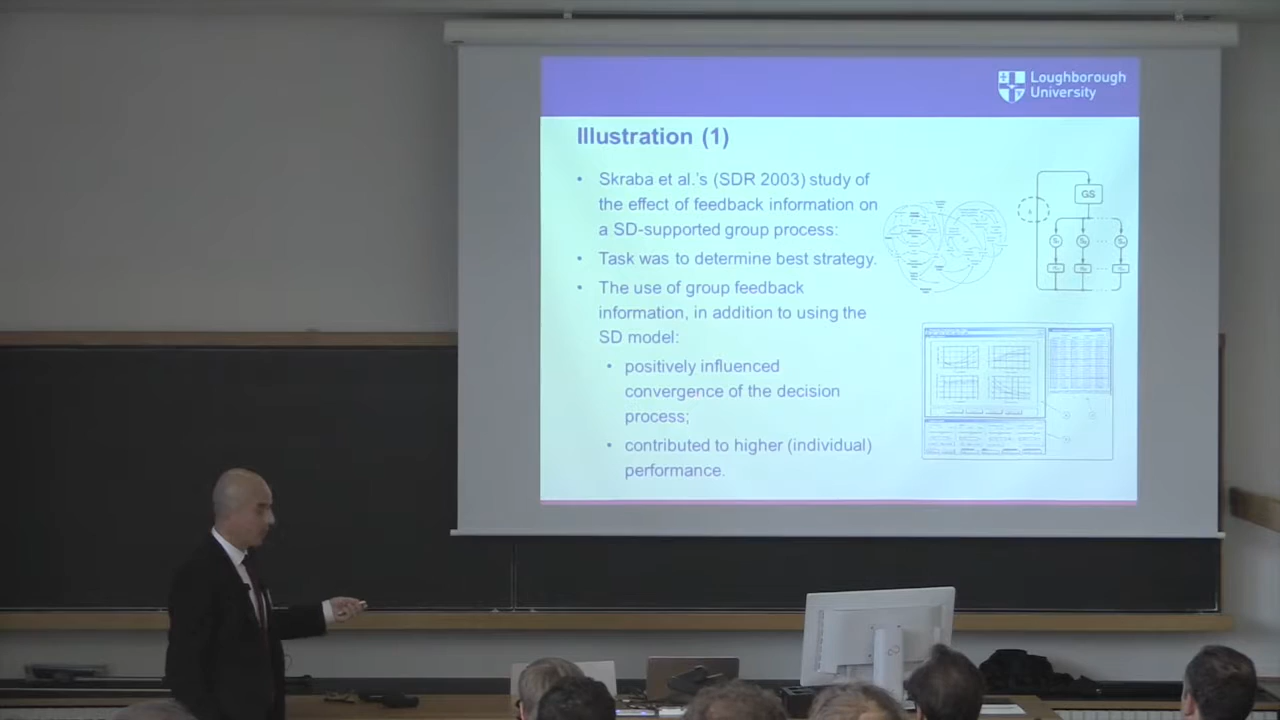 Loughborough
University
Illustration (1)
• Skraba et al.'s (SDR 2003) study of
the effect of feedback information on
a SD-supported group process:
• Task was to determine best strategy.
• The use of group feedback
information, in addition to using the
SD model:
• positively influenced
convergence of the decision
process;
• contributed to higher (individual)
performance.
GS